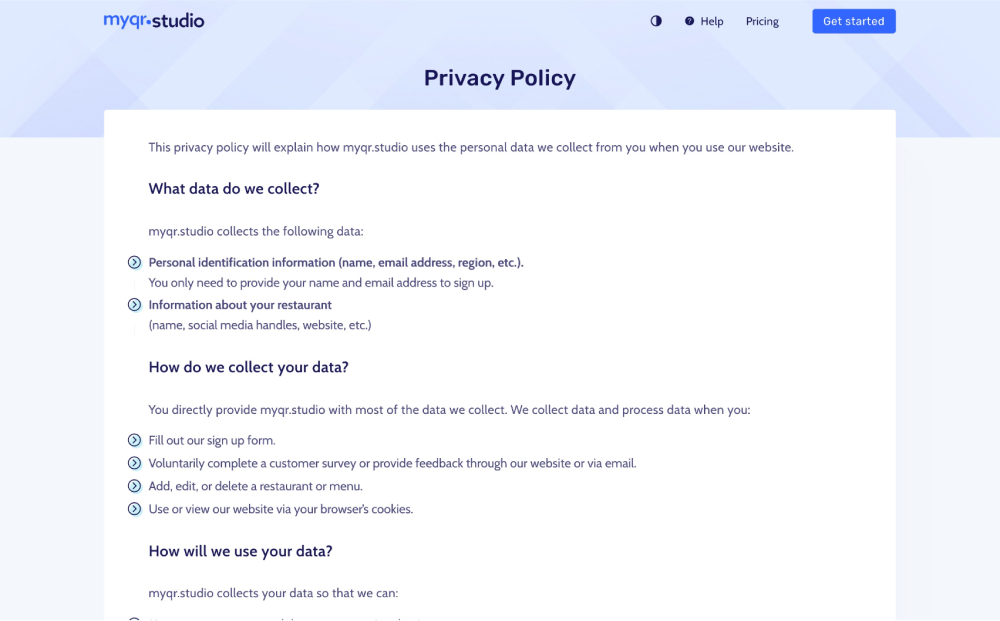 myqr.studio
Help
Pricing
Get started
Privacy Policy
This privacy policy will explain how myqr.studio uses the personal data we collect from you when you use our website.
What data do we collect?
myqr.studio collects the following data:
Personal identification information (name, email address, region, etc.).
You only need to provide your name and email address to sign up.
Information about your restaurant
(name, social media handles, website, etc.)
How do we collect your data?
You directly provide myqr.studio with most of the data we collect. We collect data and process data when you:
Fill out our sign up form.
Voluntarily complete a customer survey or provide feedback through our website or via email.
Add, edit, or delete a restaurant or menu.
Use or view our website via your browser's cookies.
How will we use your data?
myqr.studio collects your data so that we can: